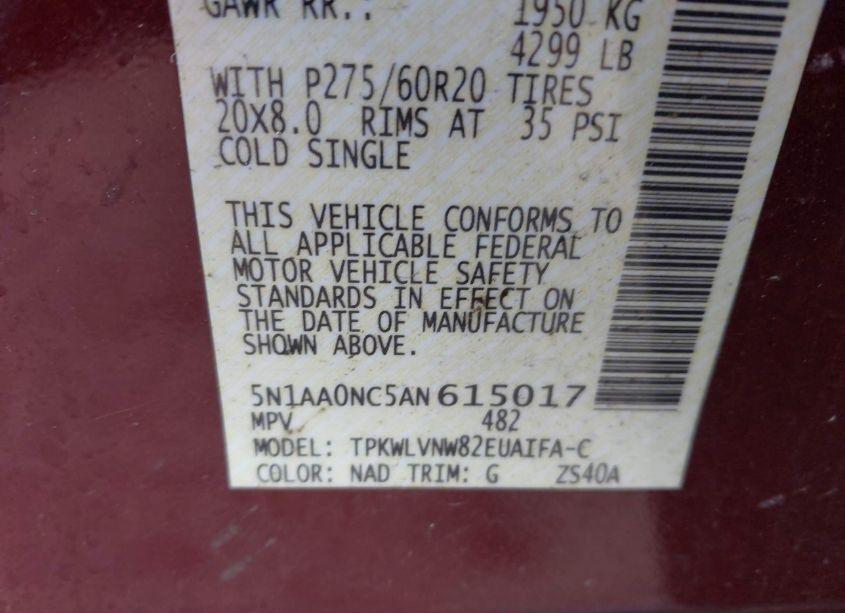 GAWR RR.: 1950 KG
4299 LB
WITH P275/60R20 TIRES
20X8.0 RIMS AT 35 PSI
COLD SINGLE
THIS VEHICLE CONFORMS TO
ALL APPLICABLE FEDERAL
MOTOR VEHICLE SAFETY
STANDARDS IN EFFECT ON
THE DATE OF MANUFACTURE
SHOWN ABOVE.
5N1AA0NC5AN615017
MPV 482
MODEL: TPKWLVNW82EUAIFA-C
COLOR: NAD TRIM: G ZS40A